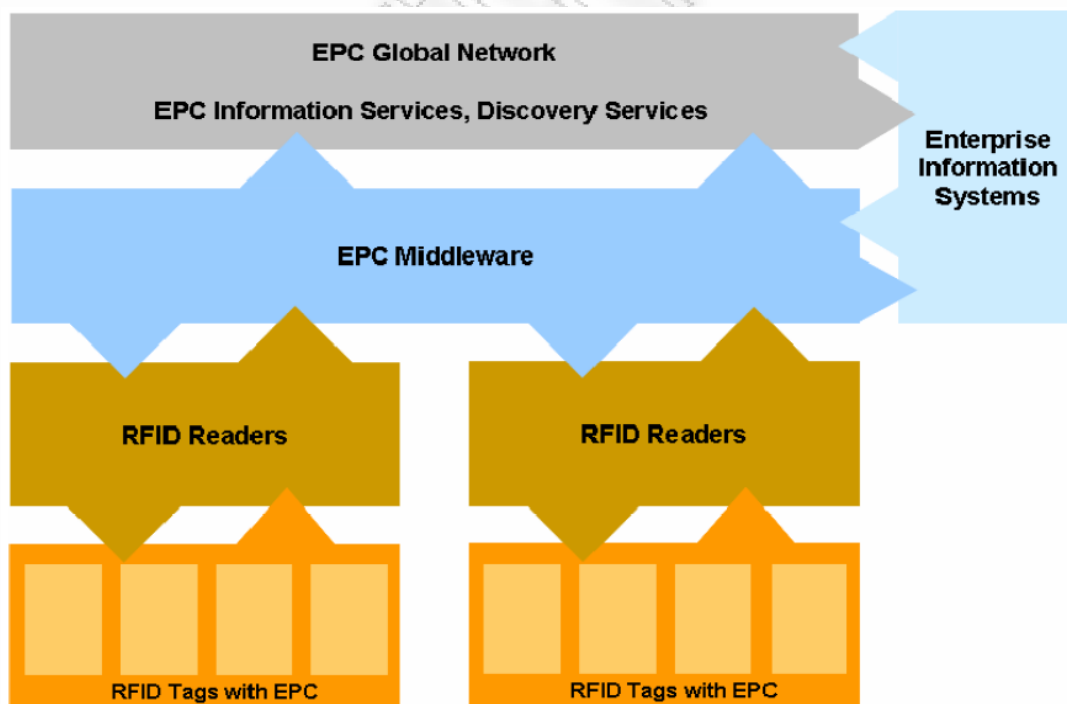 EPC Global Network
EPC Information Services, Discovery Services
Enterprise
Information
Systems
EPC Middleware
RFID Readers
RFID Readers
RFID Tags with EPC
RFID Tags with EPC